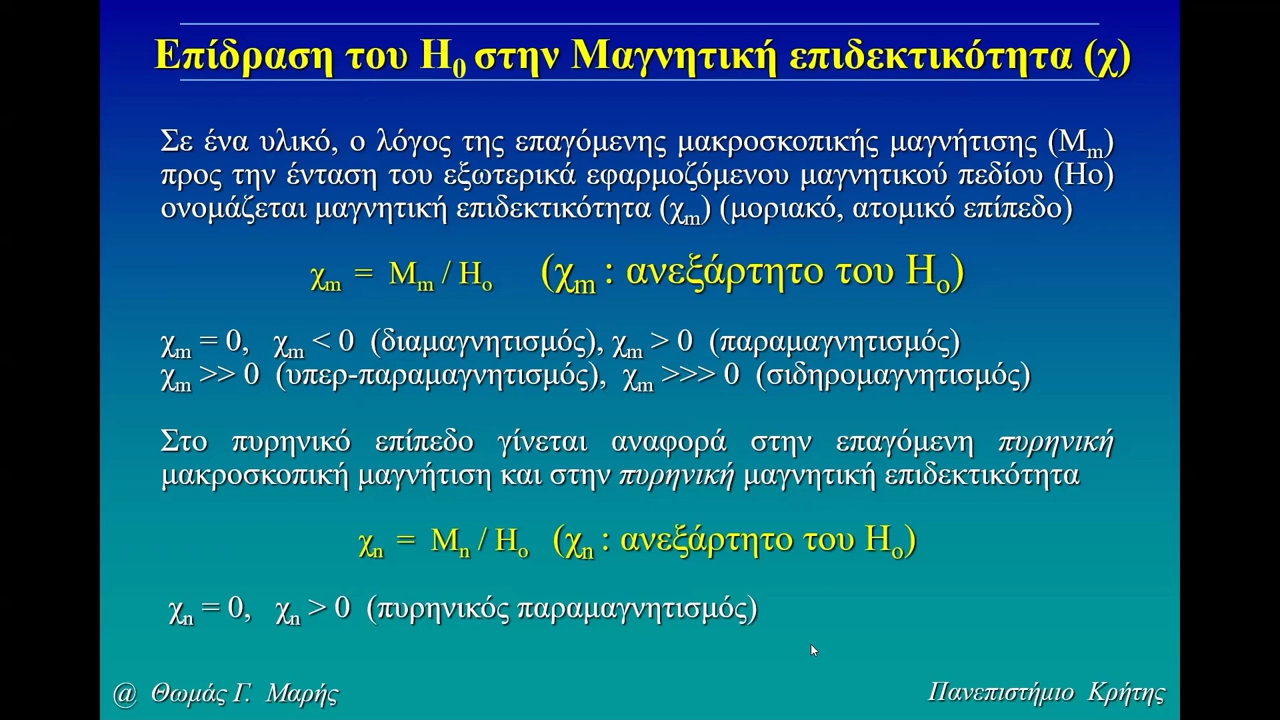 Επίδραση του H₀ στην Μαγνητική επιδεκτικότητα (χ)
Σε ένα υλικό, ο λόγος της επαγόμενης μακροσκοπικής μαγνήτισης (Mₘ)
προς την ένταση του εξωτερικά εφαρμοζόμενου μαγνητικού πεδίου (Ho)
ονομάζεται μαγνητική επιδεκτικότητα (χₘ) (μοριακό, ατομικό επίπεδο)
χₘ = Mₘ / Hₒ (χₘ : ανεξάρτητο του Hₒ)
χₘ = 0, χₘ < 0 (διαμαγνητισμός), χₘ > 0 (παραμαγνητισμός)
χₘ >> 0 (υπερ-παραμαγνητισμός), χₘ >>> 0 (σιδηρομαγνητισμός)
Στο πυρηνικό επίπεδο γίνεται αναφορά στην επαγόμενη πυρηνική
μακροσκοπική μαγνήτιση και στην πυρηνική μαγνητική επιδεκτικότητα
χₙ = Mₙ / Hₒ (χₙ : ανεξάρτητο του Hₒ)
χₙ = 0, χₙ > 0 (πυρηνικός παραμαγνητισμός)
@ Θωμάς Γ. Μαρής
Πανεπιστήμιο Κρήτης